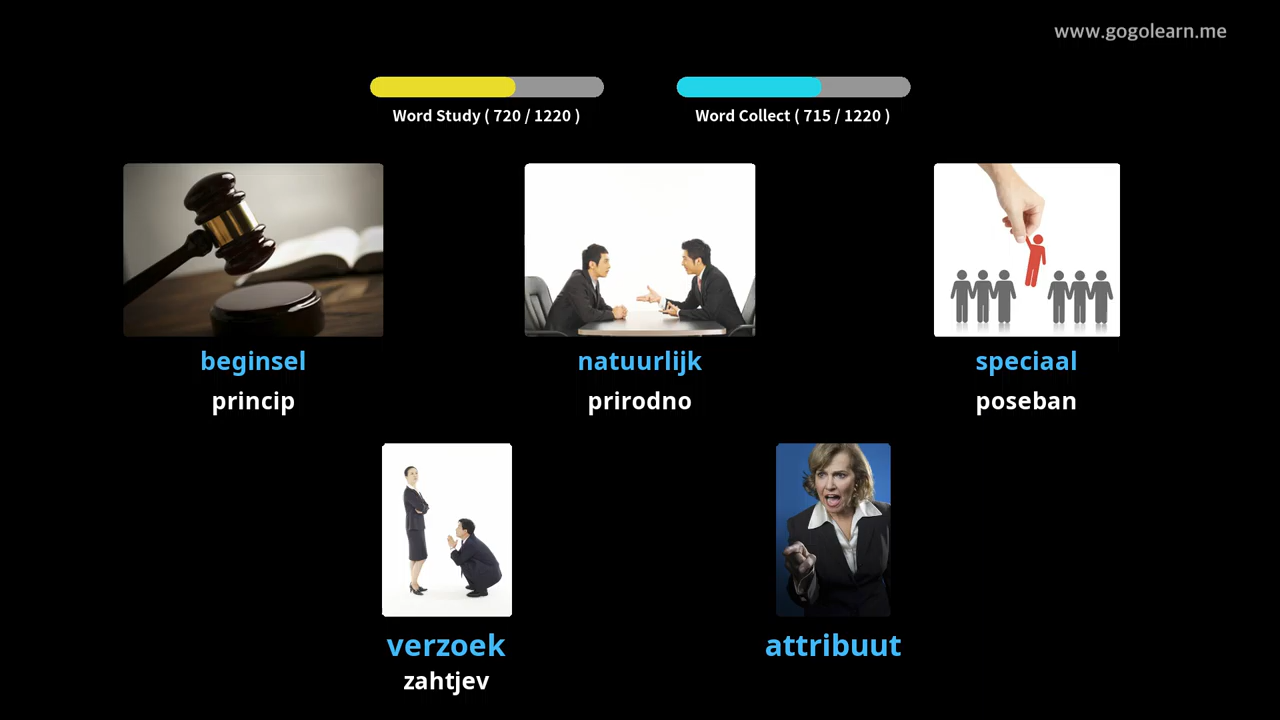 www.gogolearn.me
Word Study ( 720 / 1220 )
Word Collect ( 715 / 1220 )
beginsel
princip
natuurlijk
prirodno
speciaal
poseban
verzoek
zahtjev
attribuut